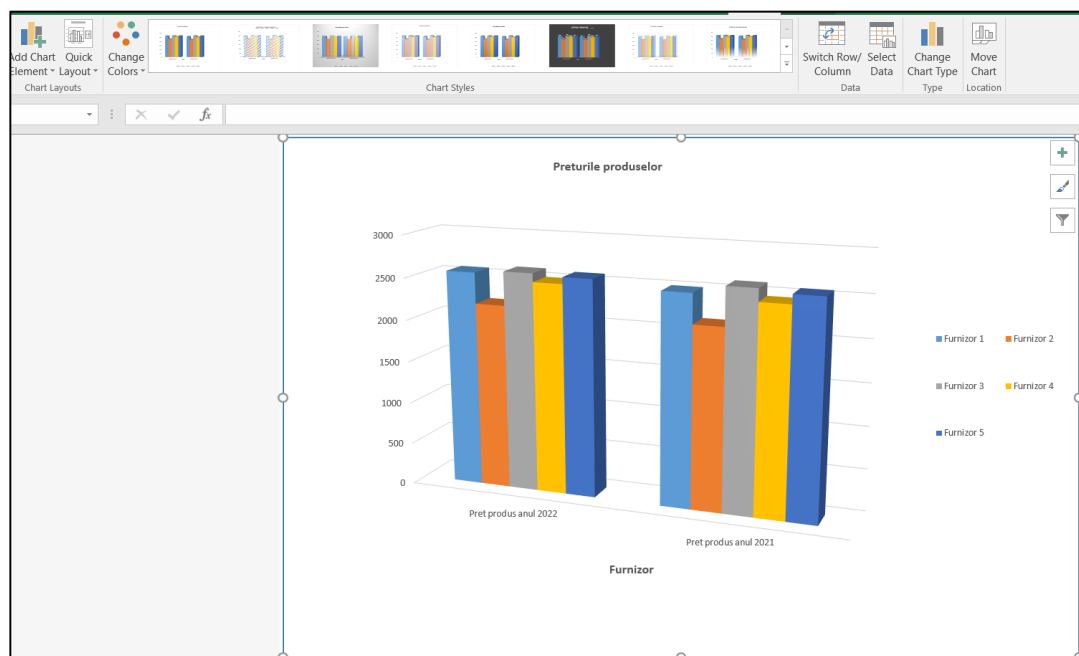 Add Chart Element
Quick Layout
Change Colors
Switch Row/ Column
Select Data
Change Chart Type
Move Chart
Chart Layouts
Chart Styles
Data
Type
Location
fx
Preturile produselor
3000
2500
2000
1500
1000
500
0
Furnizor 1
Furnizor 2
Furnizor 3
Furnizor 4
Furnizor 5
Pret produs anul 2022
Pret produs anul 2021
Furnizor